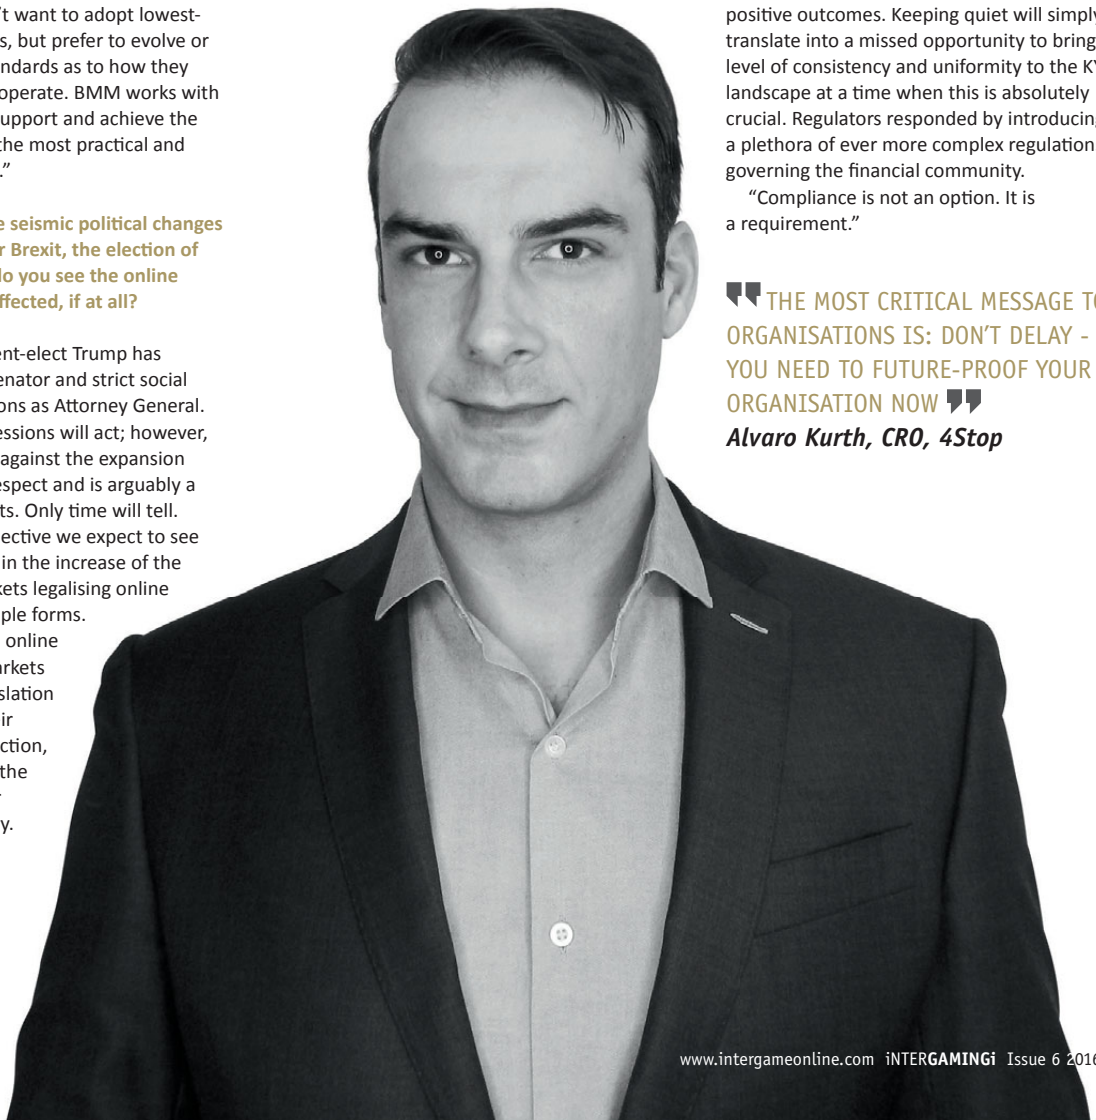 ’t want to adopt lowest-
s, but prefer to evolve or
ndards as to how they
operate. BMM works with
upport and achieve the
the most practical and
.”
e seismic political changes
r Brexit, the election of
do you see the online
ffected, if at all?
ent-elect Trump has
enator and strict social
ons as Attorney General.
essions will act; however,
against the expansion
espect and is arguably a
ts. Only time will tell.
ective we expect to see
in the increase of the
kets legalising online
ple forms.
online
arkets
slation
ir
ction,
the
y.
positive outcomes. Keeping quiet will simply
translate into a missed opportunity to bring
level of consistency and uniformity to the KY
landscape at a time when this is absolutely
crucial. Regulators responded by introducing
a plethora of ever more complex regulation
governing the financial community.
“Compliance is not an option. It is
a requirement.”
THE MOST CRITICAL MESSAGE TO
ORGANISATIONS IS: DON’T DELAY -
YOU NEED TO FUTURE-PROOF YOUR
ORGANISATION NOW
Alvaro Kurth, CRO, 4Stop
www.intergameonline.com iNTERGAMINGi Issue 6 2016